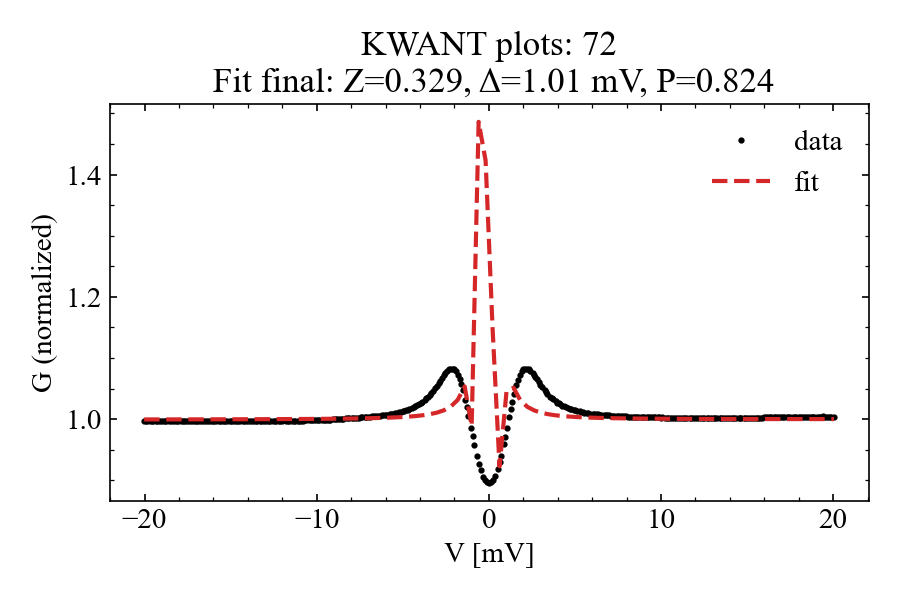 KWANT plots: 72
Fit final: Z=0.329, Δ=1.01 mV, P=0.824
data
fit
G (normalized)
1.4
1.2
1.0
−20
−10
0
10
20
V [mV]